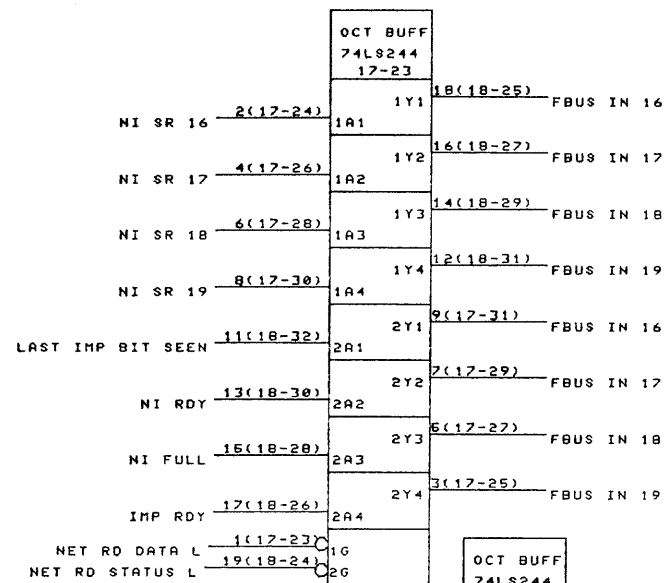 OCT BUFF
74LS244
17-23
1Y1 18(18-25) FBUS IN 16
NI SR 16 2(17-24) 1A1
1Y2 16(18-27) FBUS IN 17
NI SR 17 4(17-26) 1A2
1Y3 14(18-29) FBUS IN 18
NI SR 18 6(17-28) 1A3
1Y4 12(18-31) FBUS IN 19
NI SR 19 8(17-30) 1A4
2Y1 9(17-31) FBUS IN 16
LAST IMP BIT SEEN 11(18-32) 2A1
2Y2 7(17-29) FBUS IN 17
NI RDY 13(18-30) 2A2
2Y3 5(17-27) FBUS IN 18
NI FULL 15(18-28) 2A3
2Y4 3(17-25) FBUS IN 19
IMP RDY 17(18-26) 2A4
NET RD DATA L 1(17-23) 1G
NET RD STATUS L 19(18-24) 2G
OCT BUFF
74LS244